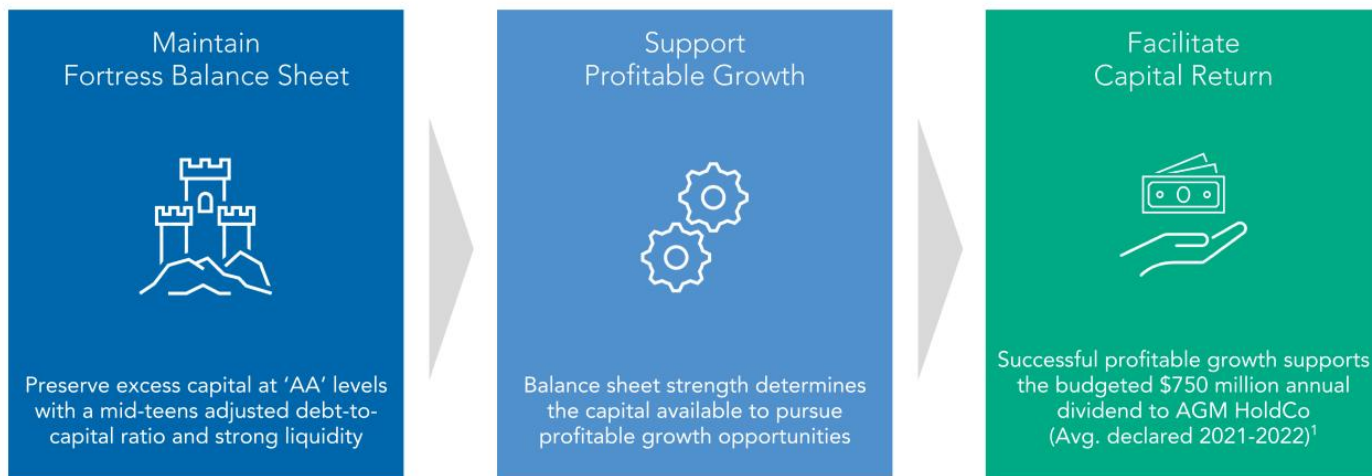 Maintain
Fortress Balance Sheet
Preserve excess capital at ‘AA’ levels
with a mid-teens adjusted debt-to-
capital ratio and strong liquidity
Support
Profitable Growth
Balance sheet strength determines
the capital available to pursue
profitable growth opportunities
Facilitate
Capital Return
Successful profitable growth supports
the budgeted $750 million annual
dividend to AGM HoldCo
(Avg. declared 2021-2022)¹